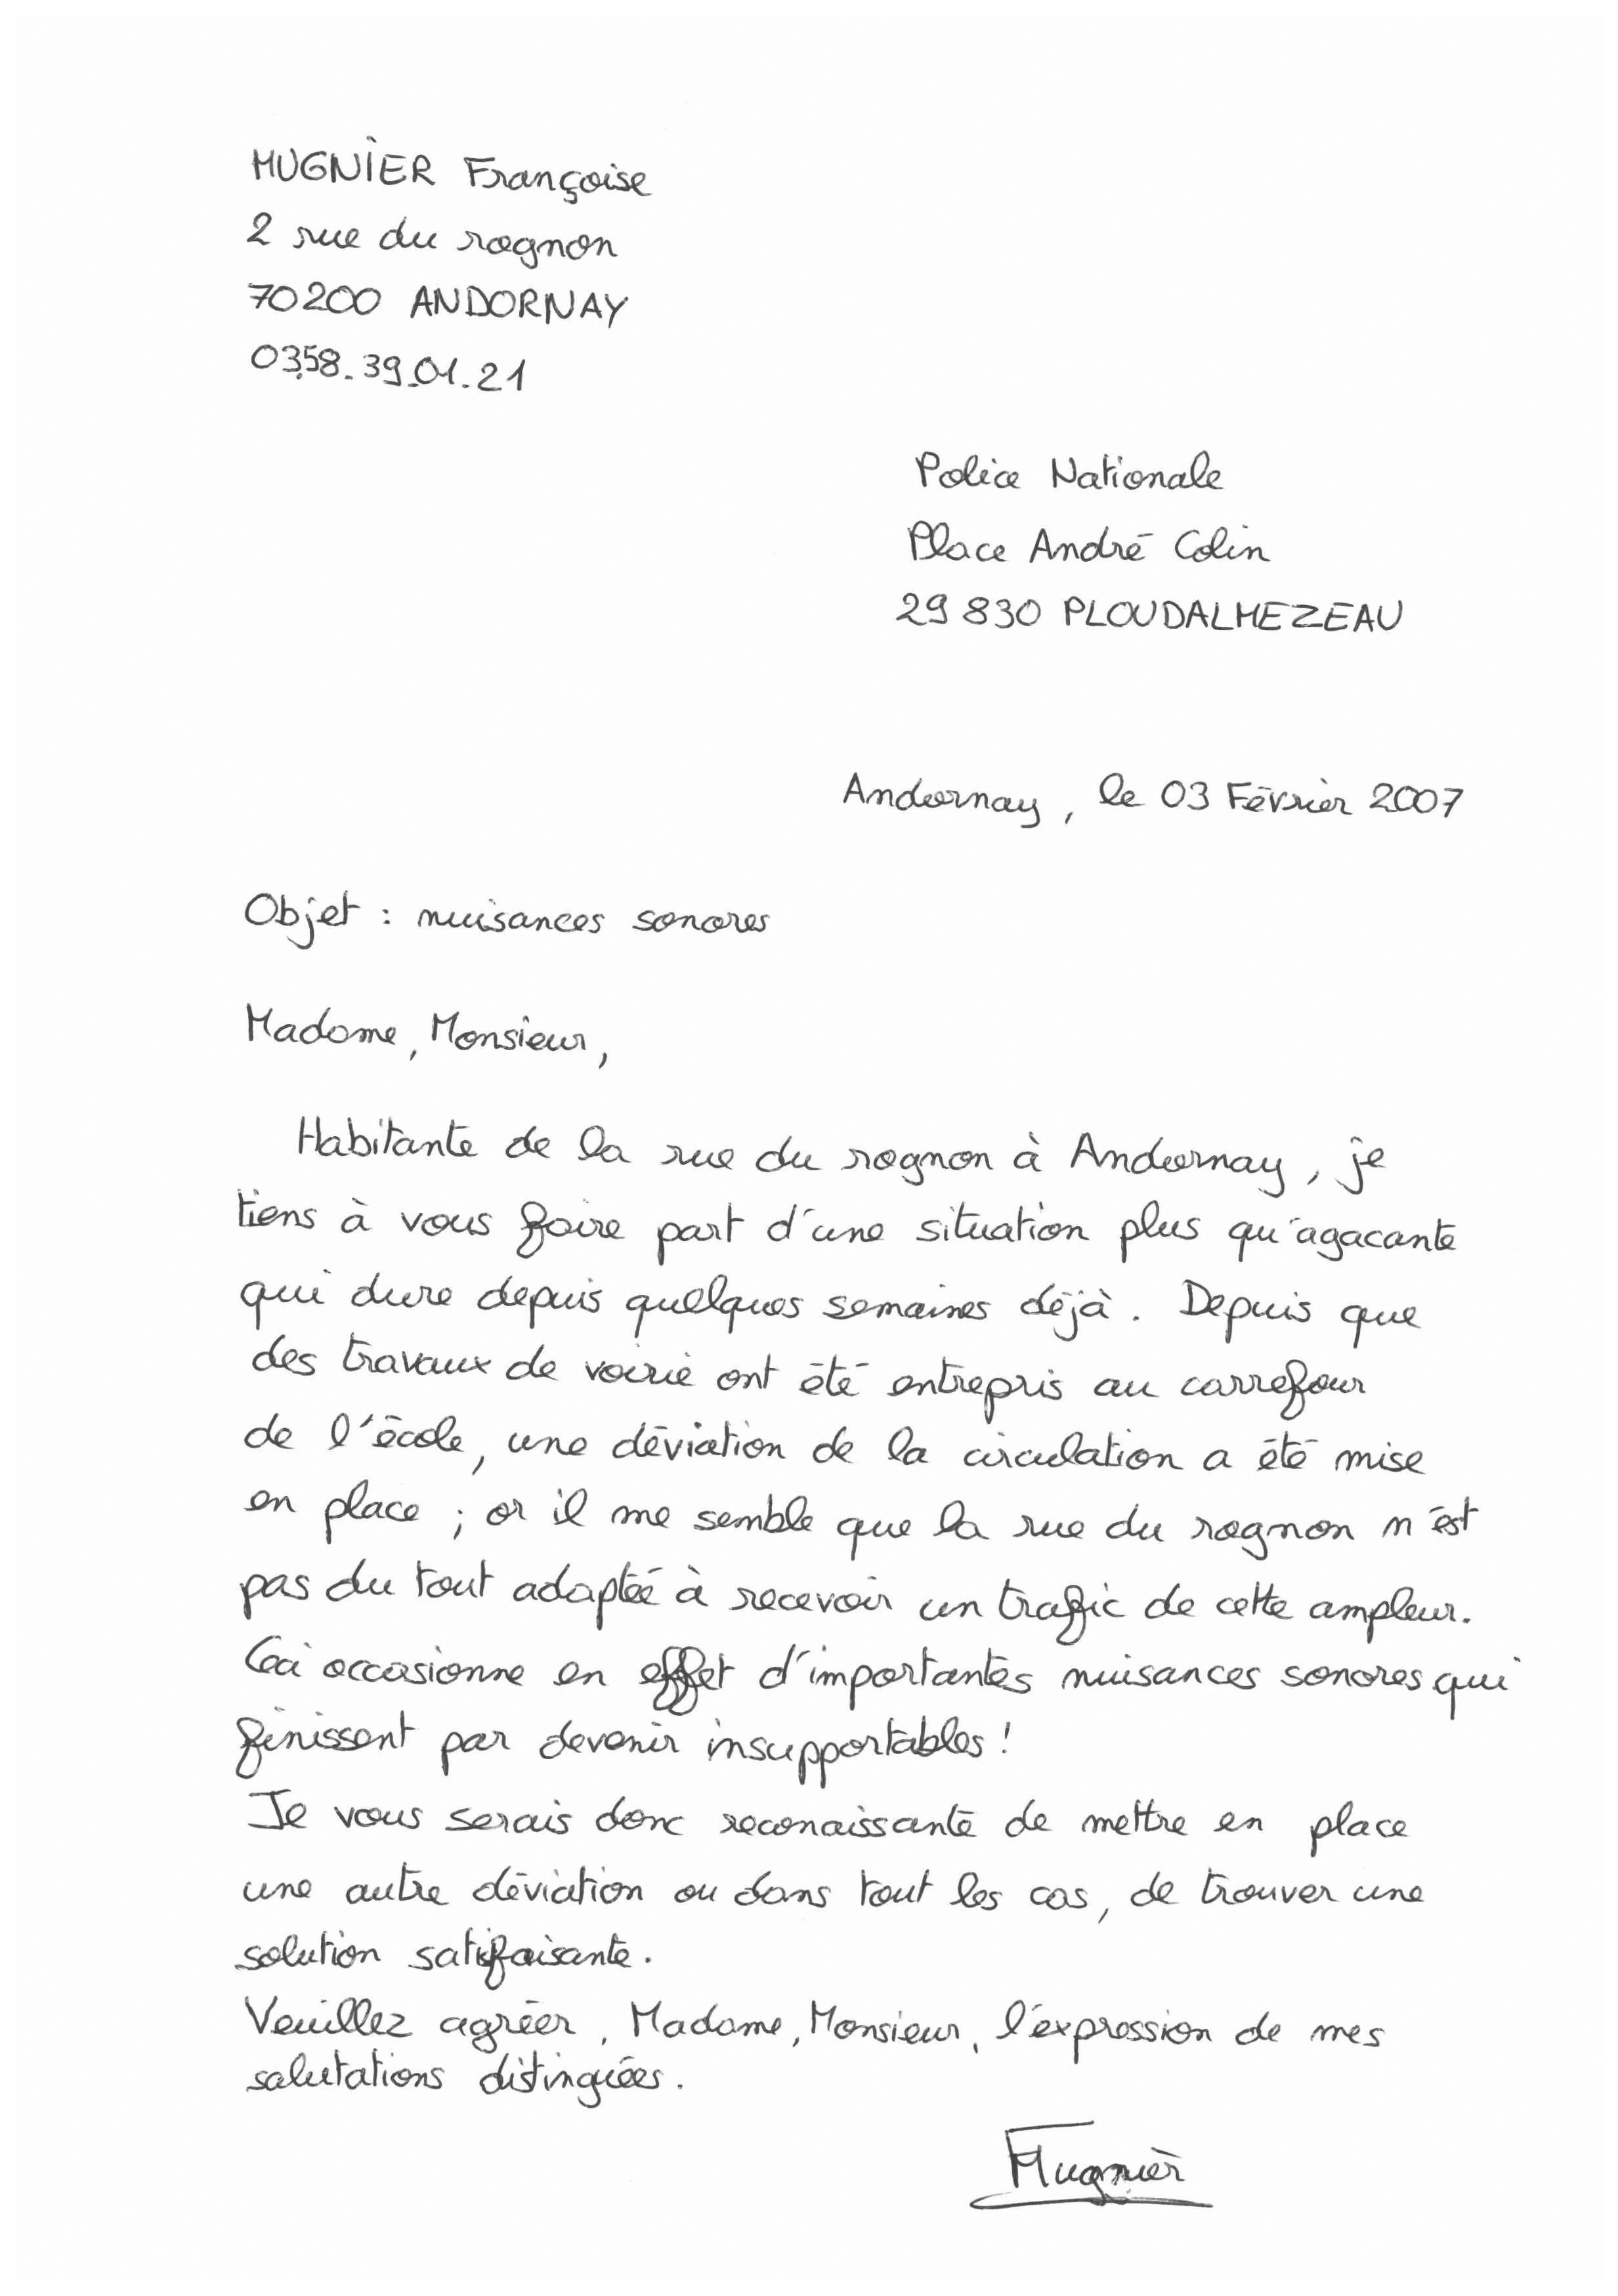 MUGNIER Françoise
2 rue du rognon
70200 ANDORNAY
03.58.39.01.21
Police Nationale
Place André Colin
29 830 PLOUDALMEZEAU
Andornay, le 03 Février 2007
Objet : nuisances sonores
Madame, Monsieur,
Habitante de la rue du rognon à Andornay, je
tiens à vous faire part d'une situation plus qu'agacante
qui dure depuis quelques semaines déjà. Depuis que
des travaux de voirie ont été entrepris au carrefour
de l'école, une déviation de la circulation a été mise
en place ; or il me semble que la rue du rognon n'est
pas du tout adaptée à recevoir un trafic de cette ampleur.
Ceci occasionne en effet d'importantes nuisances sonores qui
finissent par devenir insupportables !
Je vous serais donc reconaissante de mettre en place
une autre déviation ou dans tout les cas, de trouver une
solution satisfaisante.
Veuillez agréer, Madame, Monsieur, l'expression de mes
salutations distinguées.
FMugnier